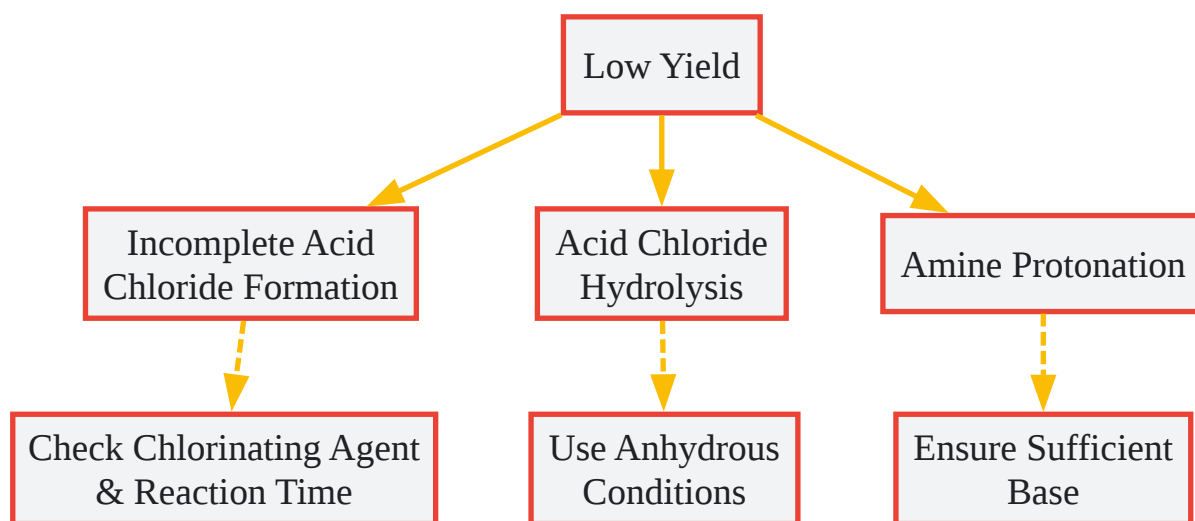 Low Yield
Incomplete Acid
Chloride Formation
Acid Chloride
Hydrolysis
Amine Protonation
Check Chlorinating Agent
& Reaction Time
Use Anhydrous
Conditions
Ensure Sufficient
Base